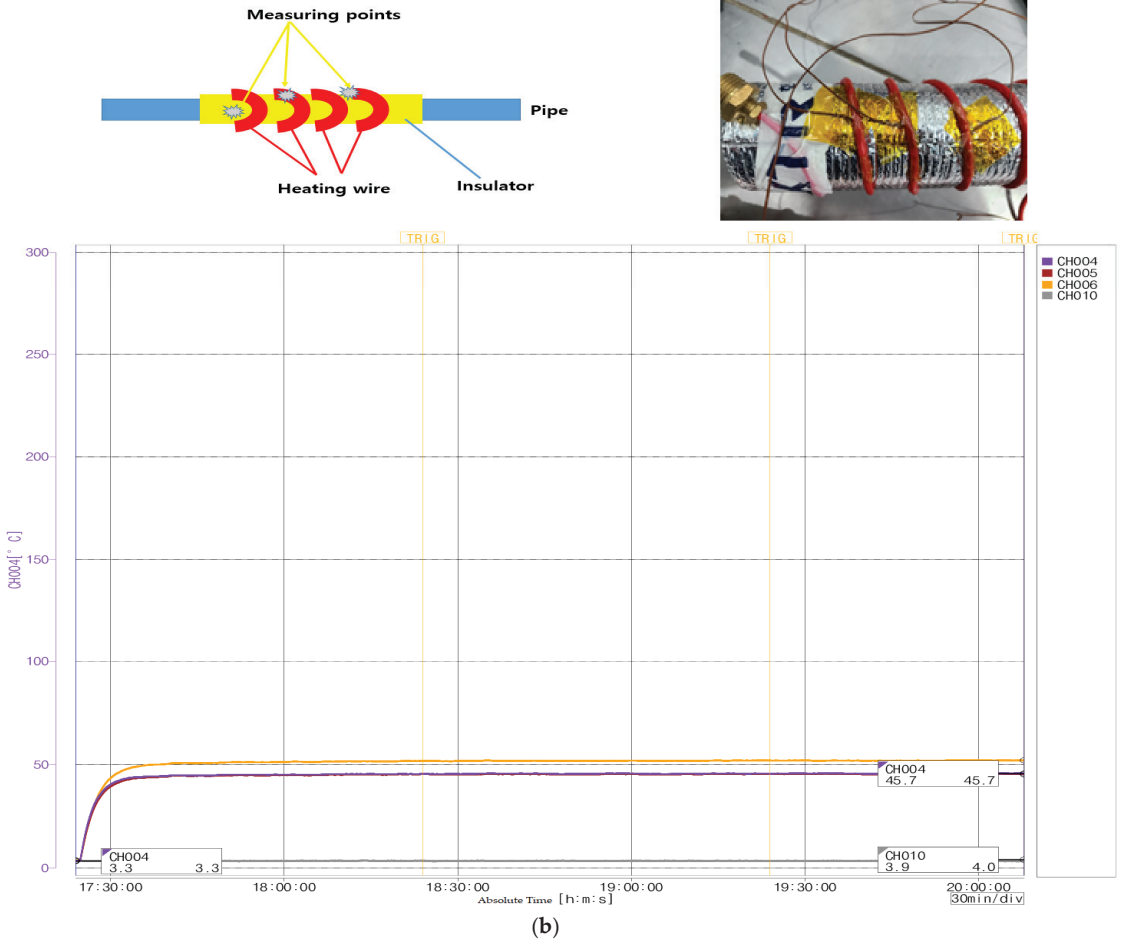 Measuring points
Pipe
Heating wire
Insulator
TRIG TRIG TRIG
300
250
200
150
100
50
0
CH004[°C]
CH004
CH005
CH006
CH010
CH004
45.7 45.7
CH004
3.3 3.3
CH010
3.9 4.0
17:30:00 18:00:00 18:30:00 19:00:00 19:30:00 20:00:00
Absolute Time [h:m:s]
30min/div
(b)